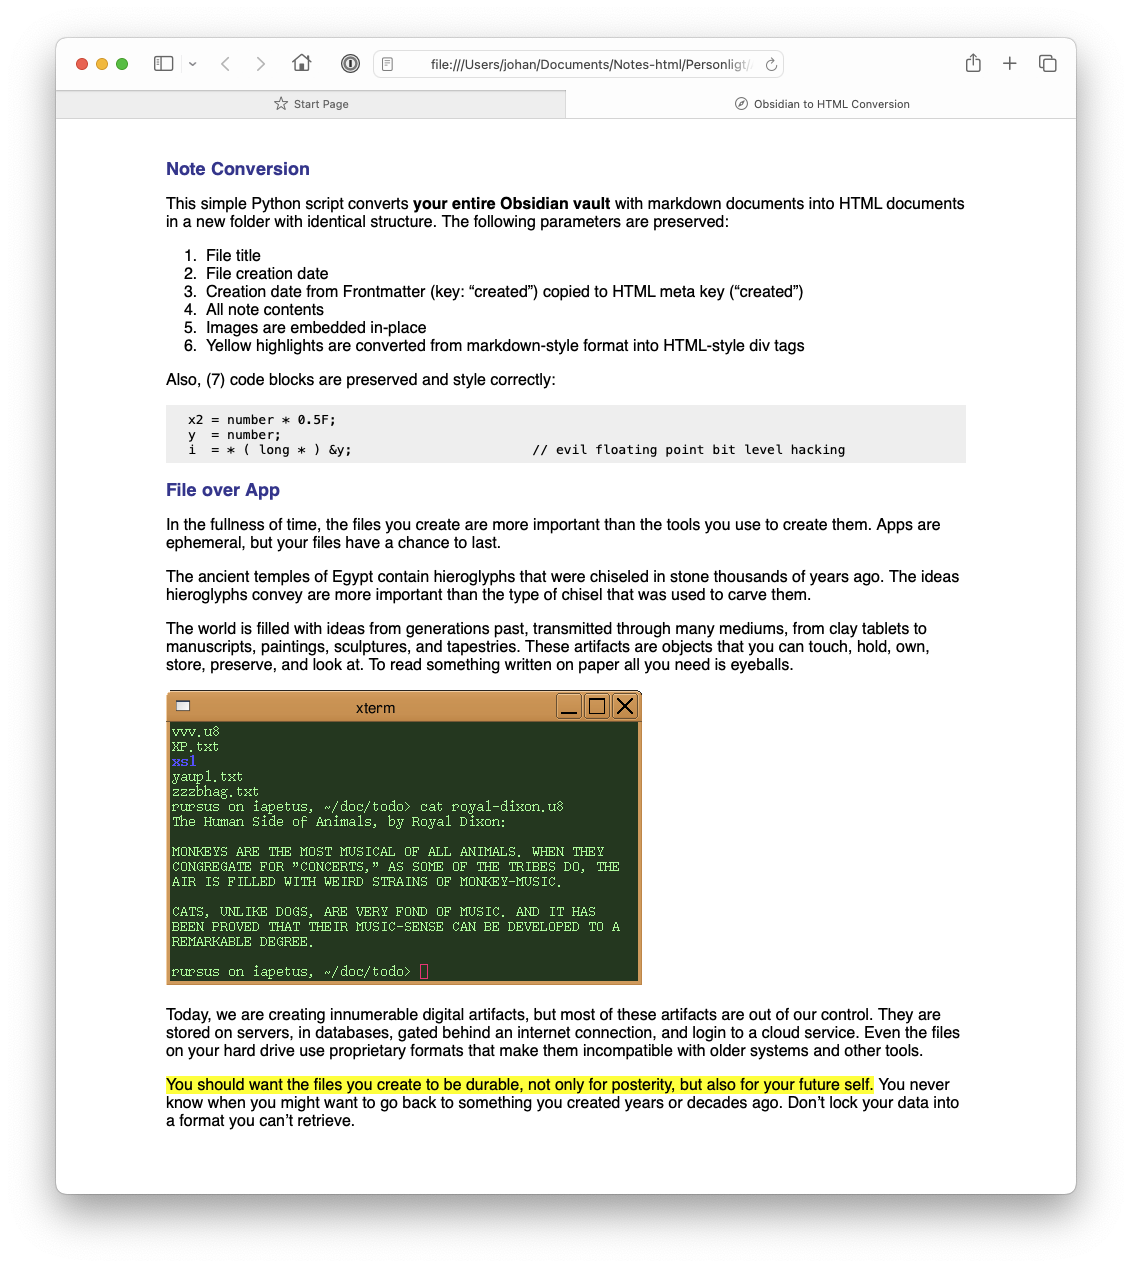 file:///Users/johan/Documents/Notes-html/Personligt/
Start Page
Obsidian to HTML Conversion
Note Conversion
This simple Python script converts your entire Obsidian vault with markdown documents into HTML documents
in a new folder with identical structure. The following parameters are preserved:
1. File title
2. File creation date
3. Creation date from Frontmatter (key: “created”) copied to HTML meta key (“created”)
4. All note contents
5. Images are embedded in-place
6. Yellow highlights are converted from markdown-style format into HTML-style div tags
Also, (7) code blocks are preserved and style correctly:
x2 = number * 0.5F;
y  = number;
i  = * ( long * ) &y;                       // evil floating point bit level hacking
File over App
In the fullness of time, the files you create are more important than the tools you use to create them. Apps are
ephemeral, but your files have a chance to last.
The ancient temples of Egypt contain hieroglyphs that were chiseled in stone thousands of years ago. The ideas
hieroglyphs convey are more important than the type of chisel that was used to carve them.
The world is filled with ideas from generations past, transmitted through many mediums, from clay tablets to
manuscripts, paintings, sculptures, and tapestries. These artifacts are objects that you can touch, hold, own,
store, preserve, and look at. To read something written on paper all you need is eyeballs.
xterm
vvv.u8
XP.txt
xsl
yaupl.txt
zzzbhag.txt
rursus on iapetus, ~/doc/todo> cat royal-dixon.u8
The Human Side of Animals, by Royal Dixon:
MONKEYS ARE THE MOST MUSICAL OF ALL ANIMALS. WHEN THEY
CONGREGATE FOR "CONCERTS," AS SOME OF THE TRIBES DO, THE
AIR IS FILLED WITH WEIRD STRAINS OF MONKEY-MUSIC.
CATS, UNLIKE DOGS, ARE VERY FOND OF MUSIC. AND IT HAS
BEEN PROVED THAT THEIR MUSIC-SENSE CAN BE DEVELOPED TO A
REMARKABLE DEGREE.
rursus on iapetus, ~/doc/todo>
Today, we are creating innumerable digital artifacts, but most of these artifacts are out of our control. They are
stored on servers, in databases, gated behind an internet connection, and login to a cloud service. Even the files
on your hard drive use proprietary formats that make them incompatible with older systems and other tools.
You should want the files you create to be durable, not only for posterity, but also for your future self. You never
know when you might want to go back to something you created years or decades ago. Don’t lock your data into
a format you can’t retrieve.